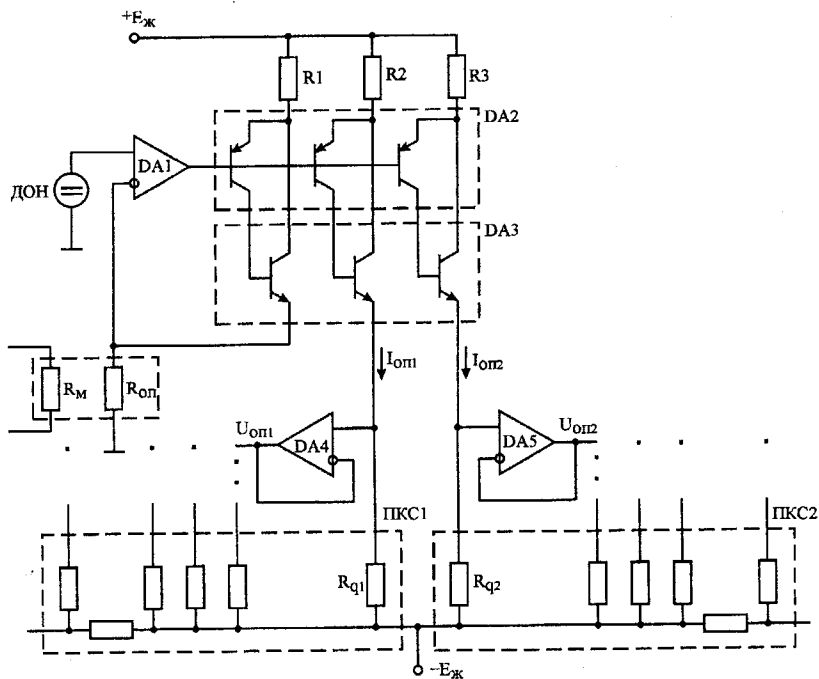 +Eж
R1
R2
R3
DA2
DA1
ДОН
DA3
Iоп1
Iоп2
Rм
Rоп
Uоп1
DA4
DA5
Uоп2
ПКС1
ПКС2
Rq1
Rq2
−Eж